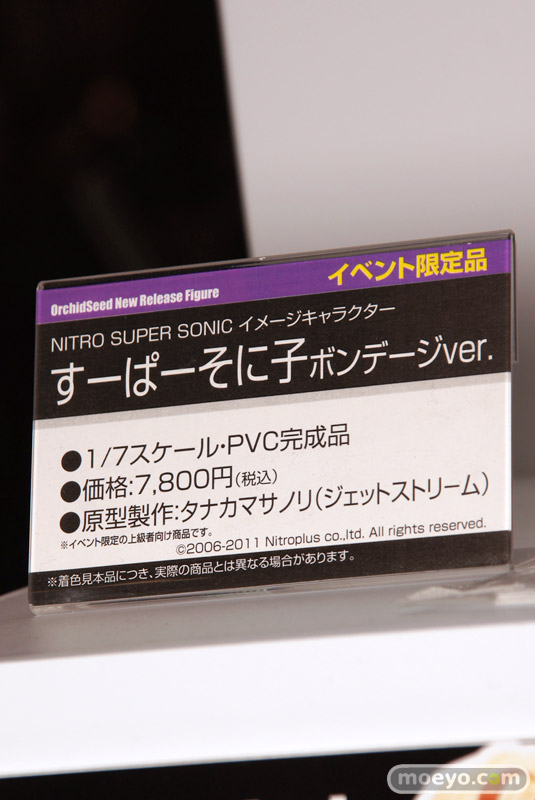 OrchidSeed New Release Figure
イベント限定品
NITRO SUPER SONIC イメージキャラクター
すーぱーそに子ボンデージver.
●1/7スケール・PVC完成品
●価格:7,800円(税込)
●原型製作:タナカマサノリ(ジェットストリーム)
※イベント限定の上級者向け商品です。
©2006-2011 Nitroplus co.,ltd. All rights reserved.
※着色見本品につき、実際の商品とは異なる場合があります。
moeyo.com